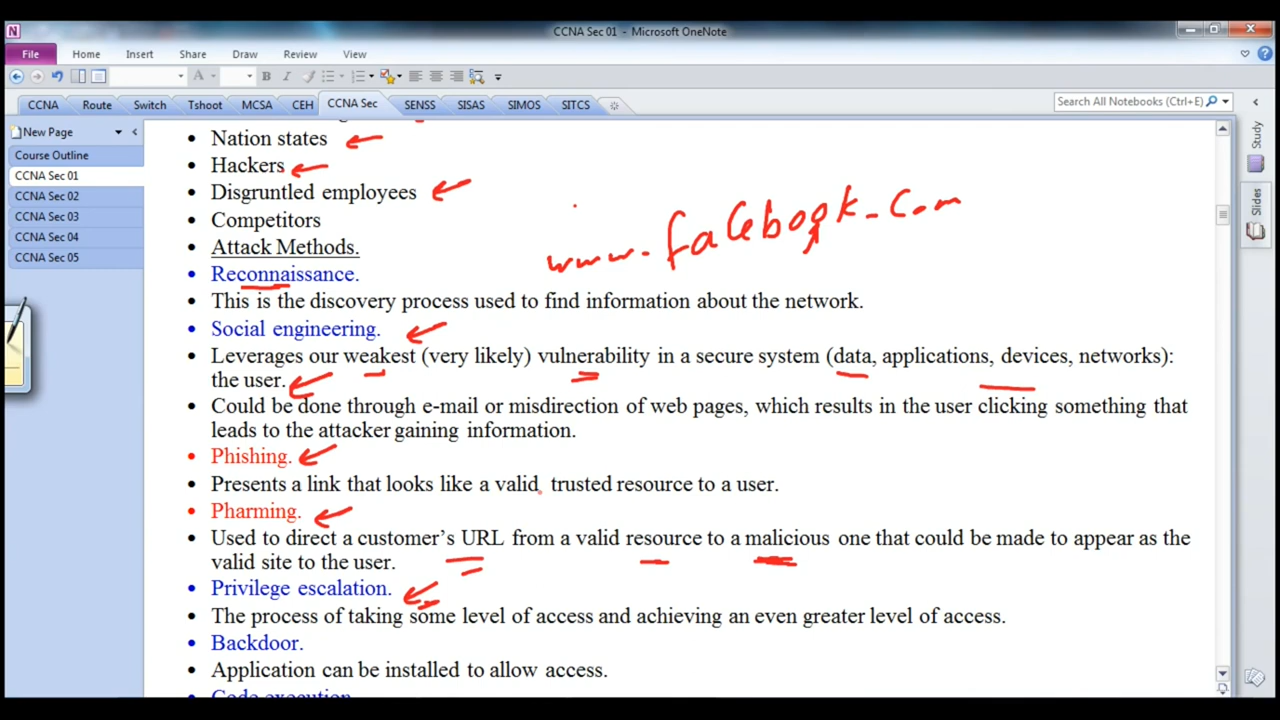 CCNA Sec 01 - Microsoft OneNote
File Home Insert Share Draw Review View
CCNA Route Switch Tshoot MCSA CEH CCNA Sec SENSS SISAS SIMOS SITCS Search All Notebooks (Ctrl+E)
New Page
Course Outline
CCNA Sec 01
CCNA Sec 02
CCNA Sec 03
CCNA Sec 04
CCNA Sec 05
Study
Slides
• Nation states
• Hackers
• Disgruntled employees
• Competitors
www.facebook.com
• Attack Methods.
• Reconnaissance.
• This is the discovery process used to find information about the network.
• Social engineering.
• Leverages our weakest (very likely) vulnerability in a secure system (data, applications, devices, networks):
the user.
• Could be done through e-mail or misdirection of web pages, which results in the user clicking something that
leads to the attacker gaining information.
• Phishing.
• Presents a link that looks like a valid, trusted resource to a user.
• Pharming.
• Used to direct a customer's URL from a valid resource to a malicious one that could be made to appear as the
valid site to the user.
• Privilege escalation.
• The process of taking some level of access and achieving an even greater level of access.
• Backdoor.
• Application can be installed to allow access.
• Code execution